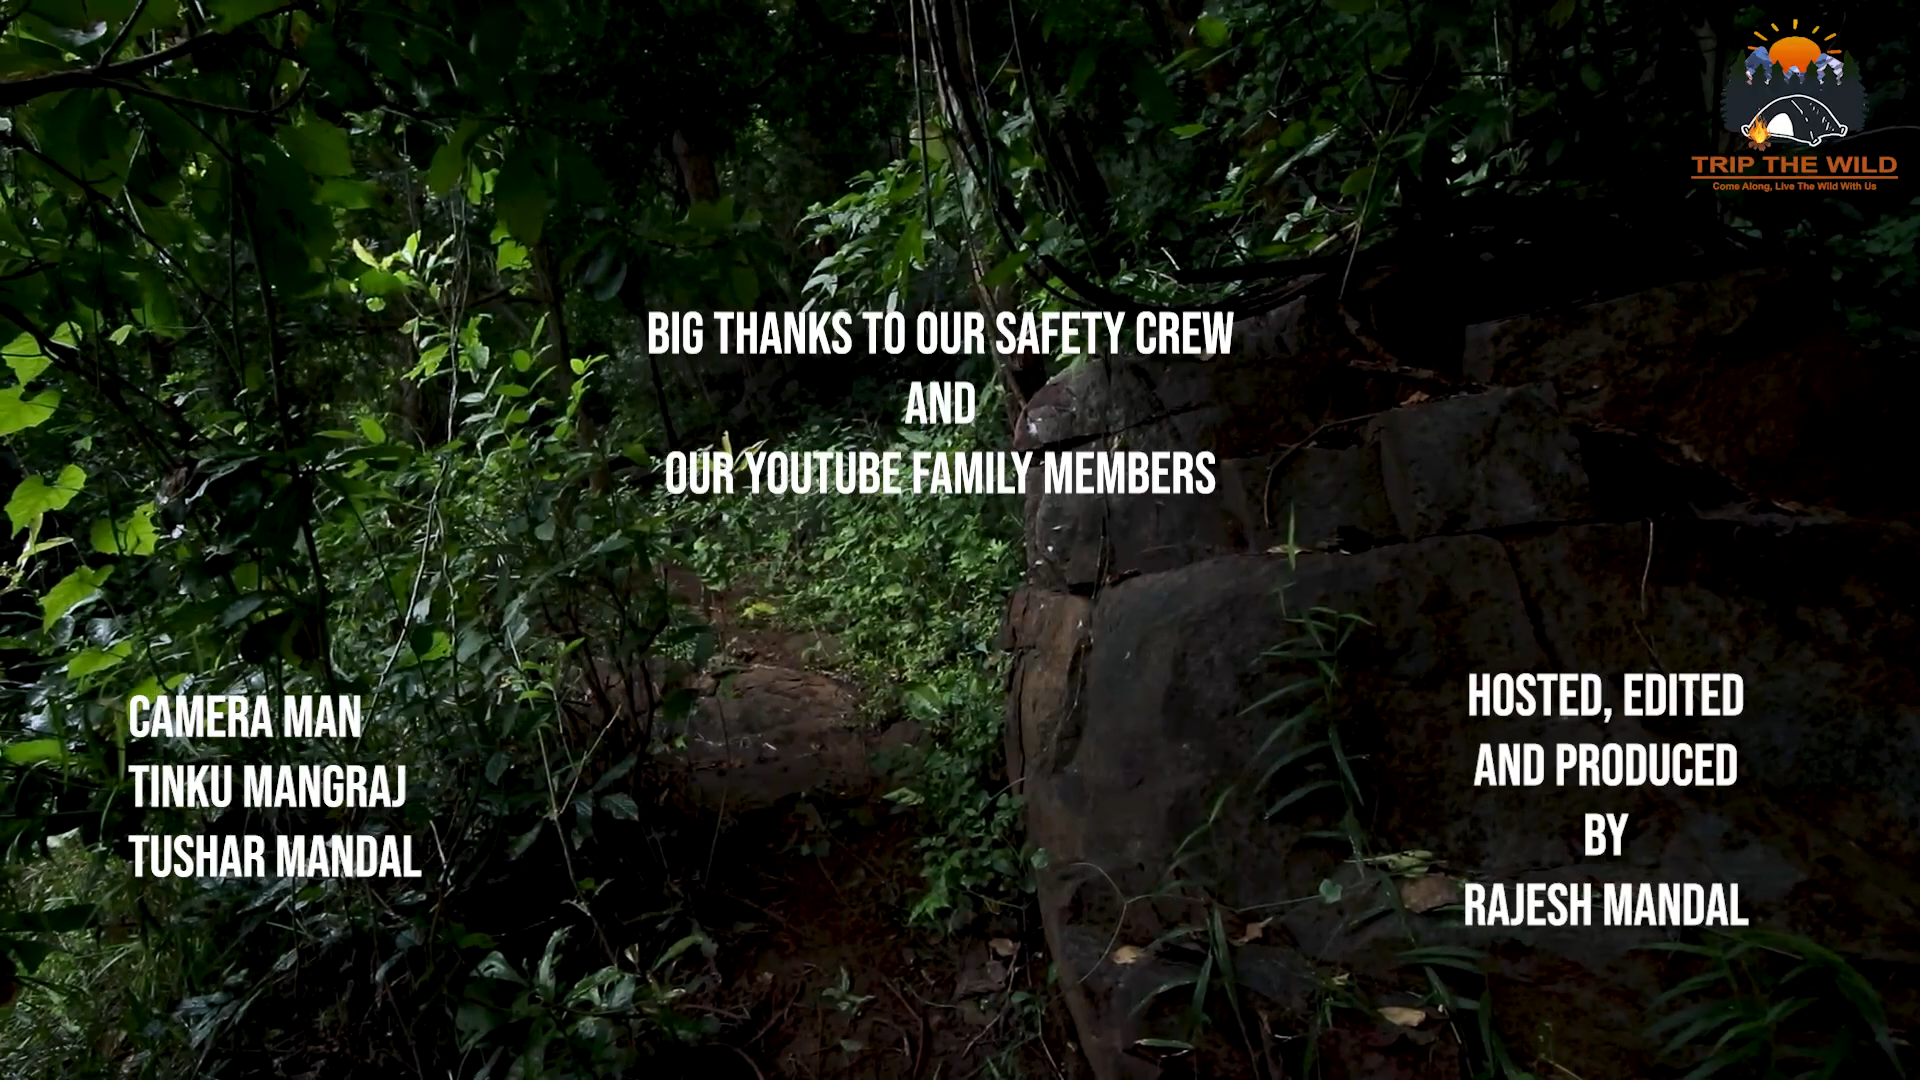 TRIP THE WILD
Come Along, Live The Wild With Us
BIG THANKS TO OUR SAFETY CREW
AND
OUR YOUTUBE FAMILY MEMBERS
CAMERA MAN
TINKU MANGRAJ
TUSHAR MANDAL
HOSTED, EDITED
AND PRODUCED
BY
RAJESH MANDAL